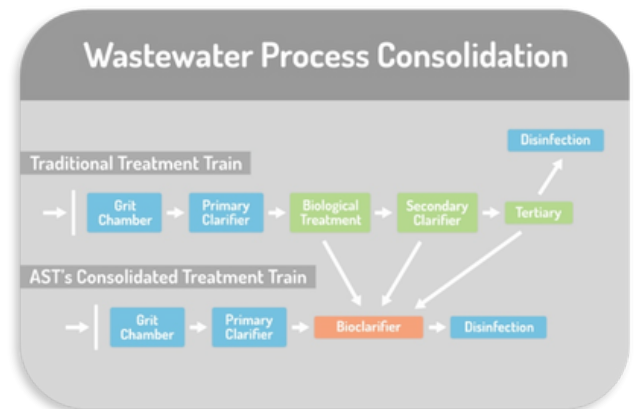 Wastewater Process Consolidation
Disinfection
Traditional Treatment Train
Grit
Chamber
Primary
Clarifier
Biological
Treatment
Secondary
Clarifier
Tertiary
AST's Consolidated Treatment Train
Grit
Chamber
Primary
Clarifier
Bioclarifier
Disinfection